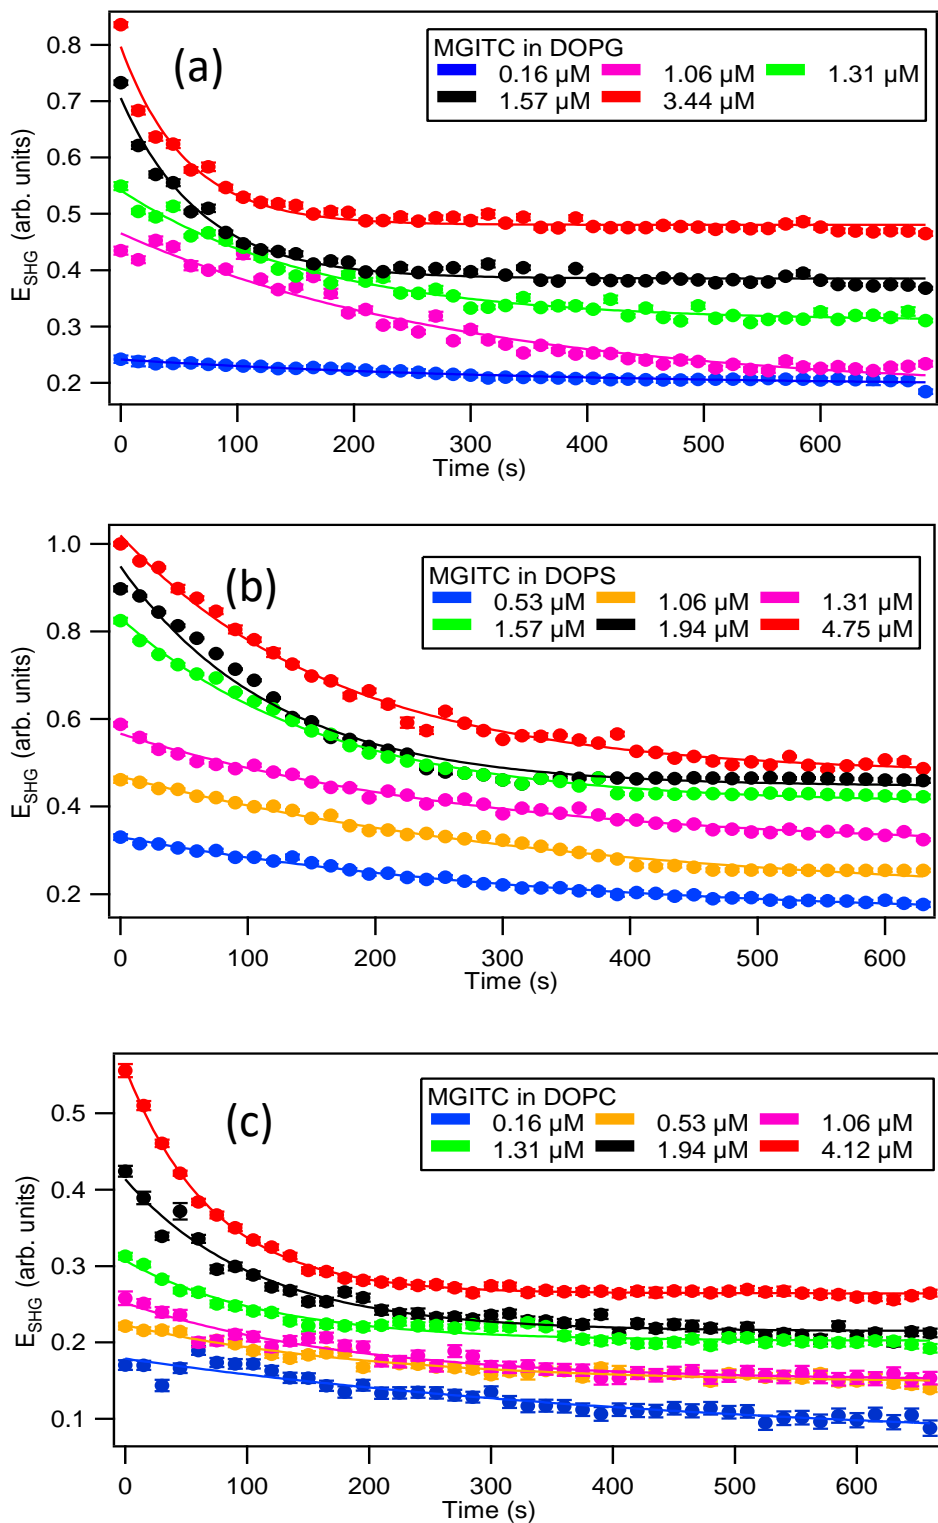 (a)
MGITC in DOPG
0.16 µM 1.06 µM 1.31 µM
1.57 µM 3.44 µM
E_SHG (arb. units)
0.8
0.7
0.6
0.5
0.4
0.3
0.2
0 100 200 300 400 500 600
Time (s)
(b)
MGITC in DOPS
0.53 µM 1.06 µM 1.31 µM
1.57 µM 1.94 µM 4.75 µM
E_SHG (arb. units)
1.0
0.8
0.6
0.4
0.2
0 100 200 300 400 500 600
Time (s)
(c)
MGITC in DOPC
0.16 µM 0.53 µM 1.06 µM
1.31 µM 1.94 µM 4.12 µM
E_SHG (arb. units)
0.5
0.4
0.3
0.2
0.1
0 100 200 300 400 500 600
Time (s)